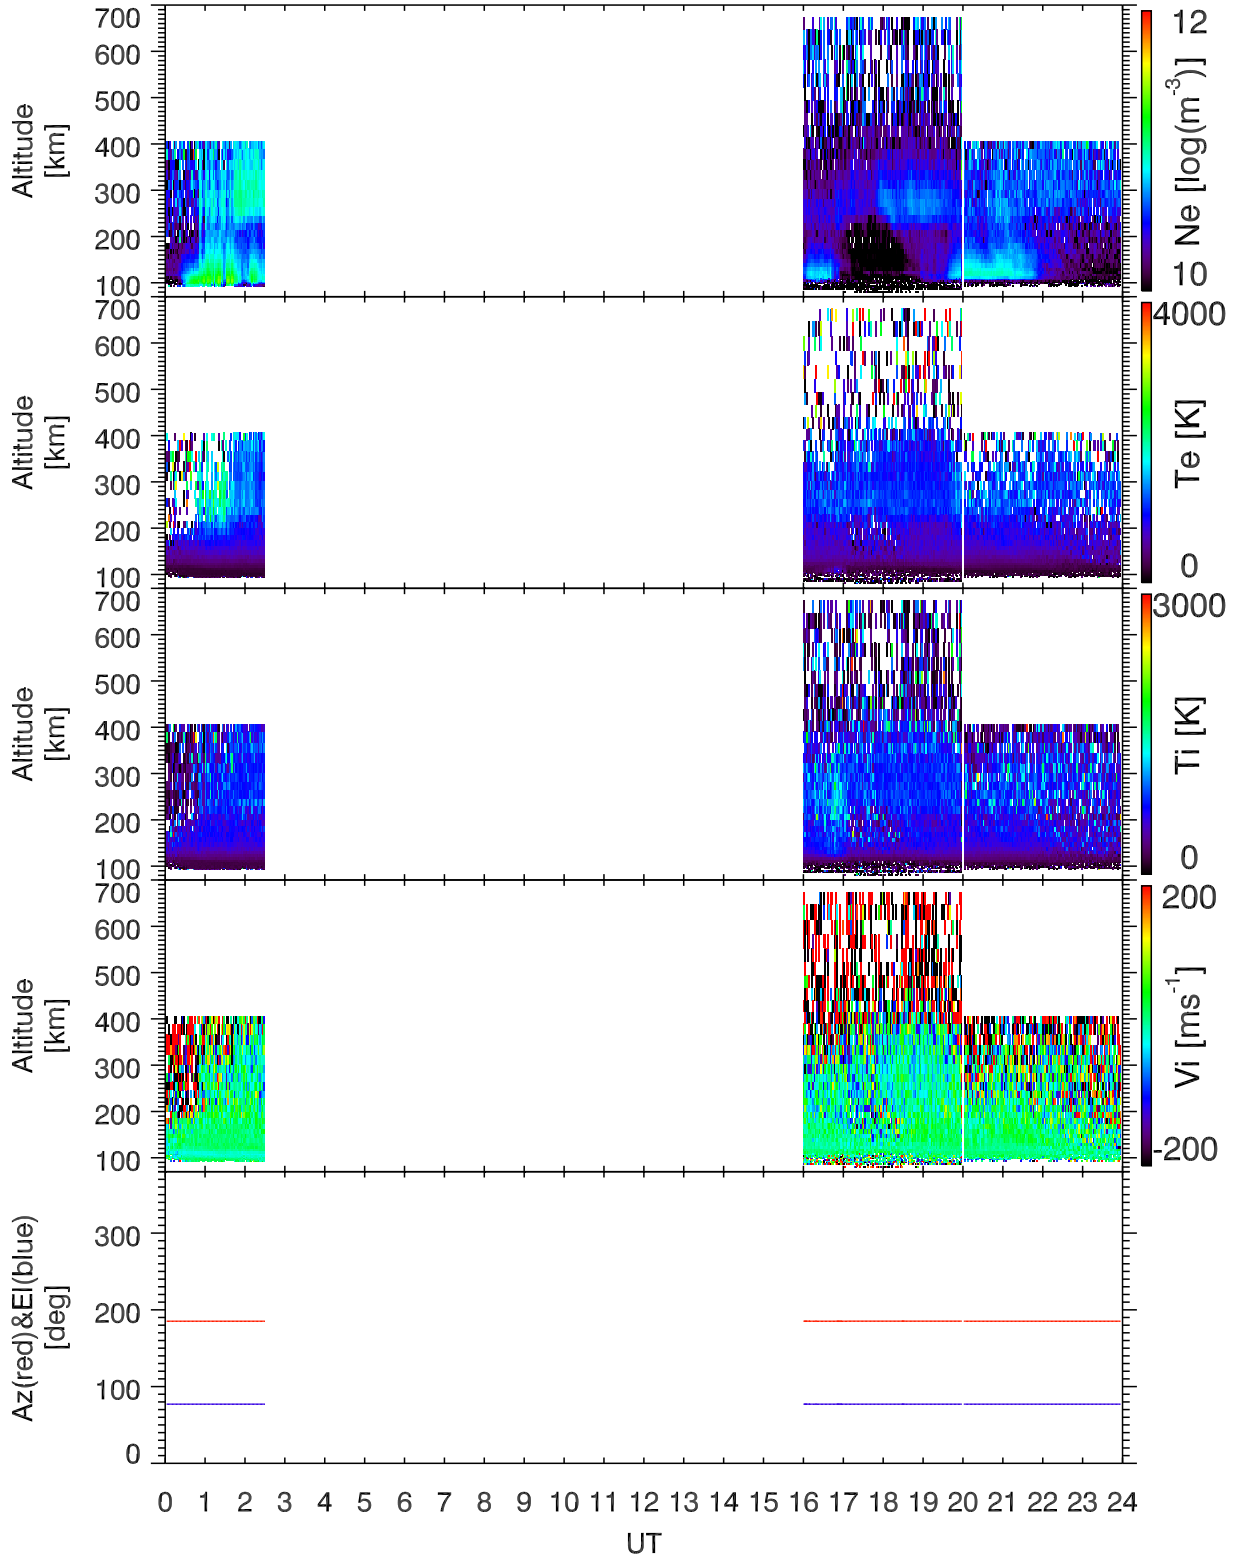 700
600
500
400
300
200
100
Altitude
[km]
12
Ne [log(m⁻³)]
10
700
600
500
400
300
200
100
Altitude
[km]
4000
Te [K]
0
700
600
500
400
300
200
100
Altitude
[km]
3000
Ti [K]
0
700
600
500
400
300
200
100
Altitude
[km]
200
Vi [ms⁻¹]
-200
300
200
100
0
Az(red)&El(blue)
[deg]
0 1 2 3 4 5 6 7 8 9 10 11 12 13 14 15 16 17 18 19 20 21 22 23 24
UT